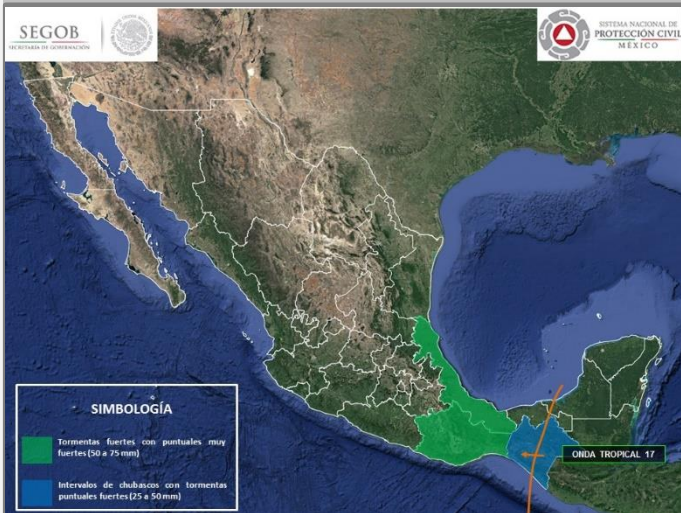 SEGOB
SECRETARÍA DE GOBERNACIÓN
SISTEMA NACIONAL DE
PROTECCIÓN CIVIL
MÉXICO
SIMBOLOGÍA
Tormentas fuertes con puntuales muy
fuertes (50 a 75 mm)
Intervalos de chubascos con tormentas
puntuales fuertes (25 a 50 mm)
ONDA TROPICAL 17